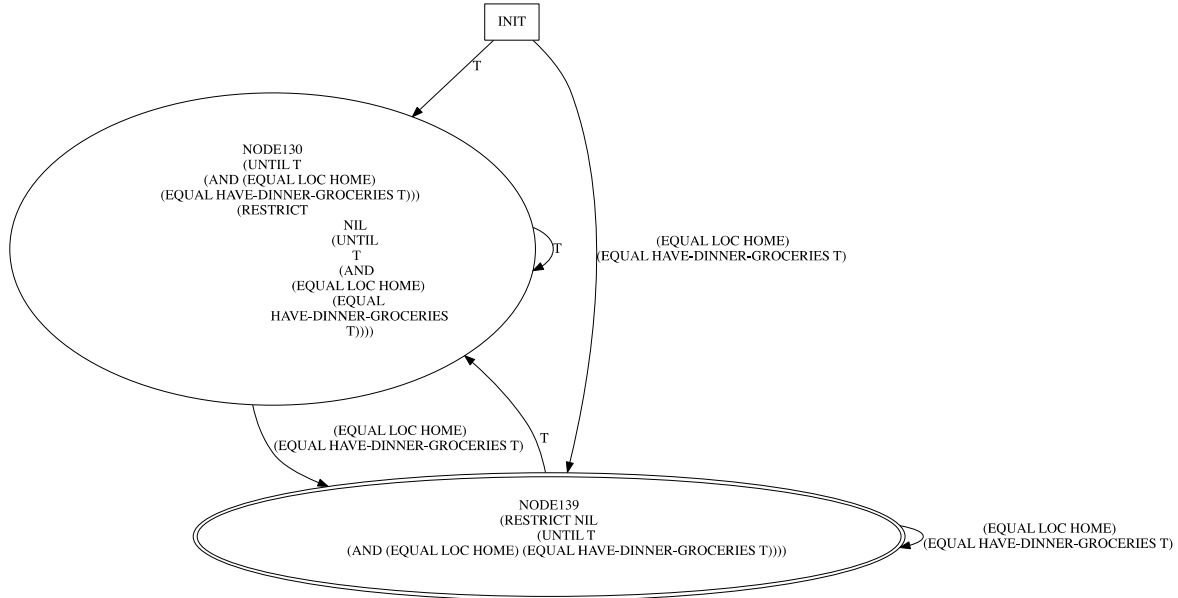 INIT
T
NODE130
(UNTIL T
(AND (EQUAL LOC HOME)
(EQUAL HAVE-DINNER-GROCERIES T)))
(RESTRICT
NIL
(UNTIL
T
(AND
(EQUAL LOC HOME)
(EQUAL
HAVE-DINNER-GROCERIES
T))))
T
(EQUAL LOC HOME)
(EQUAL HAVE-DINNER-GROCERIES T)
(EQUAL LOC HOME)
(EQUAL HAVE-DINNER-GROCERIES T)
T
NODE139
(RESTRICT NIL
(UNTIL T
(AND (EQUAL LOC HOME) (EQUAL HAVE-DINNER-GROCERIES T))))
(EQUAL LOC HOME)
(EQUAL HAVE-DINNER-GROCERIES T)